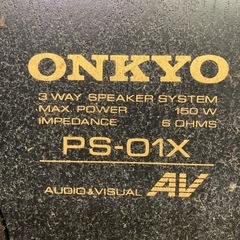 ONKYO
3 WAY SPEAKER SYSTEM
MAX. POWER 150 W
IMPEDANCE 6 OHMS
PS-01X
AUDIO&VISUAL AV